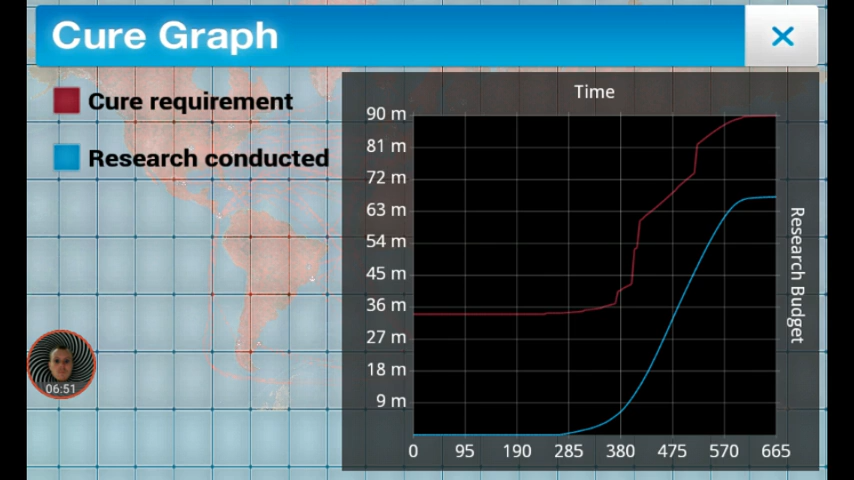 Cure Graph
×
Cure requirement
Research conducted
Time
90 m
81 m
72 m
63 m
54 m
45 m
36 m
27 m
18 m
9 m
0 95 190 285 380 475 570 665
Research Budget
06:51